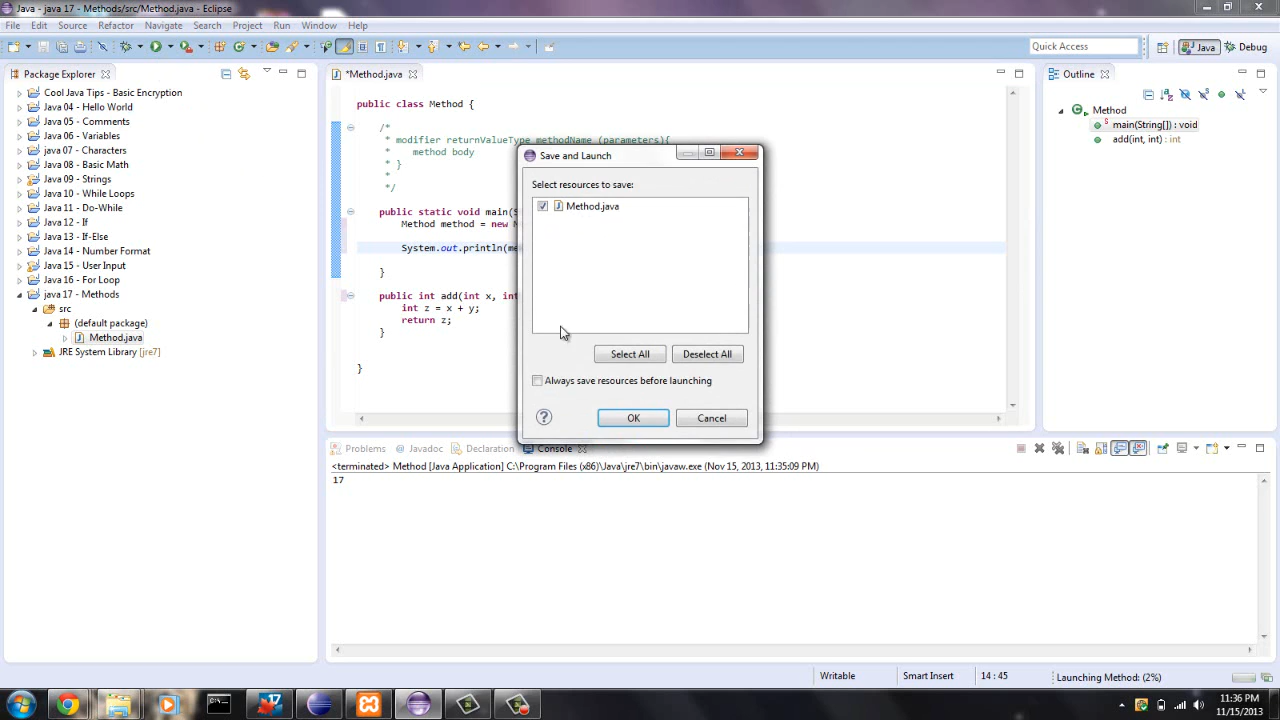 Java - java 17 - Methods/src/Method.java - Eclipse
File Edit Source Refactor Navigate Search Project Run Window Help
Quick Access
Java
Debug
Package Explorer
Cool Java Tips - Basic Encryption
Java 04 - Hello World
Java 05 - Comments
Java 06 - Variables
java 07 - Characters
Java 08 - Basic Math
Java 09 - Strings
Java 10 - While Loops
Java 11 - Do-While
Java 12 - If
Java 13 - If-Else
Java 14 - Number Format
Java 15 - User Input
Java 16 - For Loop
java 17 - Methods
src
(default package)
Method.java
JRE System Library [jre7]
*Method.java
public class Method {
/*
* modifier returnValueType methodName (parameters){
* method body
* }
*
*/
public static void main(S
Method method = new M
System.out.println(me
}
public int add(int x, int
int z = x + y;
return z;
}
}
Save and Launch
Select resources to save:
Method.java
Select All
Deselect All
Always save resources before launching
OK
Cancel
Outline
Method
main(String[]) : void
add(int, int) : int
Problems
@ Javadoc
Declaration
Console
<terminated> Method [Java Application] C:\Program Files (x86)\Java\jre7\bin\javaw.exe (Nov 15, 2013, 11:35:09 PM)
17
Writable
Smart Insert
14 : 45
Launching Method: (2%)
11:36 PM
11/15/2013